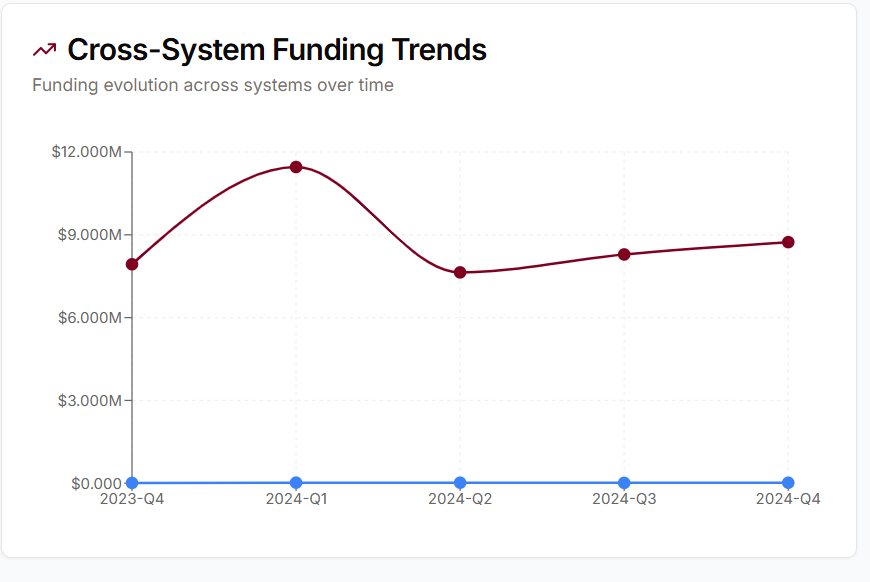 Cross-System Funding Trends
Funding evolution across systems over time
$12.000M
$9.000M
$6.000M
$3.000M
$0.000
2023-Q4 2024-Q1 2024-Q2 2024-Q3 2024-Q4